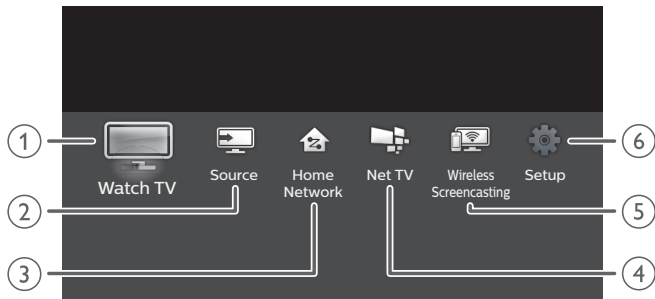 1
6
Watch TV
Source
Home
Network
Net TV
Wireless
Screencasting
Setup
2
5
3
4